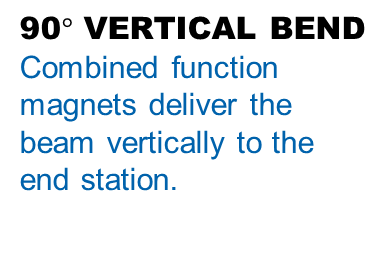 90° VERTICAL BEND
Combined function
magnets deliver the
beam vertically to the
end station.